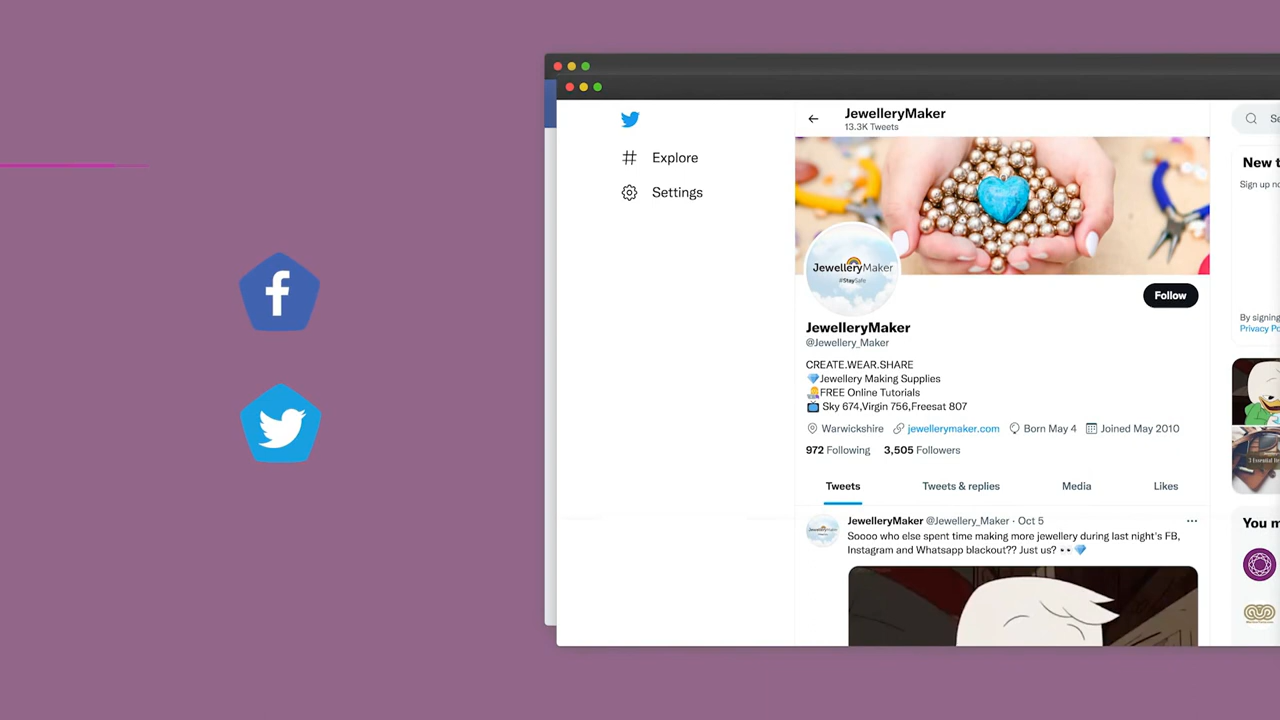 JewelleryMaker
13.3K Tweets
Explore
Settings
JewelleryMaker
#StaySafe
Follow
JewelleryMaker
@Jewellery_Maker
CREATE.WEAR.SHARE
💎Jewellery Making Supplies
FREE Online Tutorials
📺 Sky 674,Virgin 756,Freesat 807
Warwickshire jewellerymaker.com Born May 4 Joined May 2010
972 Following 3,505 Followers
Tweets Tweets & replies Media Likes
JewelleryMaker @Jewellery_Maker · Oct 5
Soooo who else spent time making more jewellery during last night's FB,
Instagram and Whatsapp blackout?? Just us? 👀 💎
Se
New t
Sign up no
By signing
Privacy Po
You m